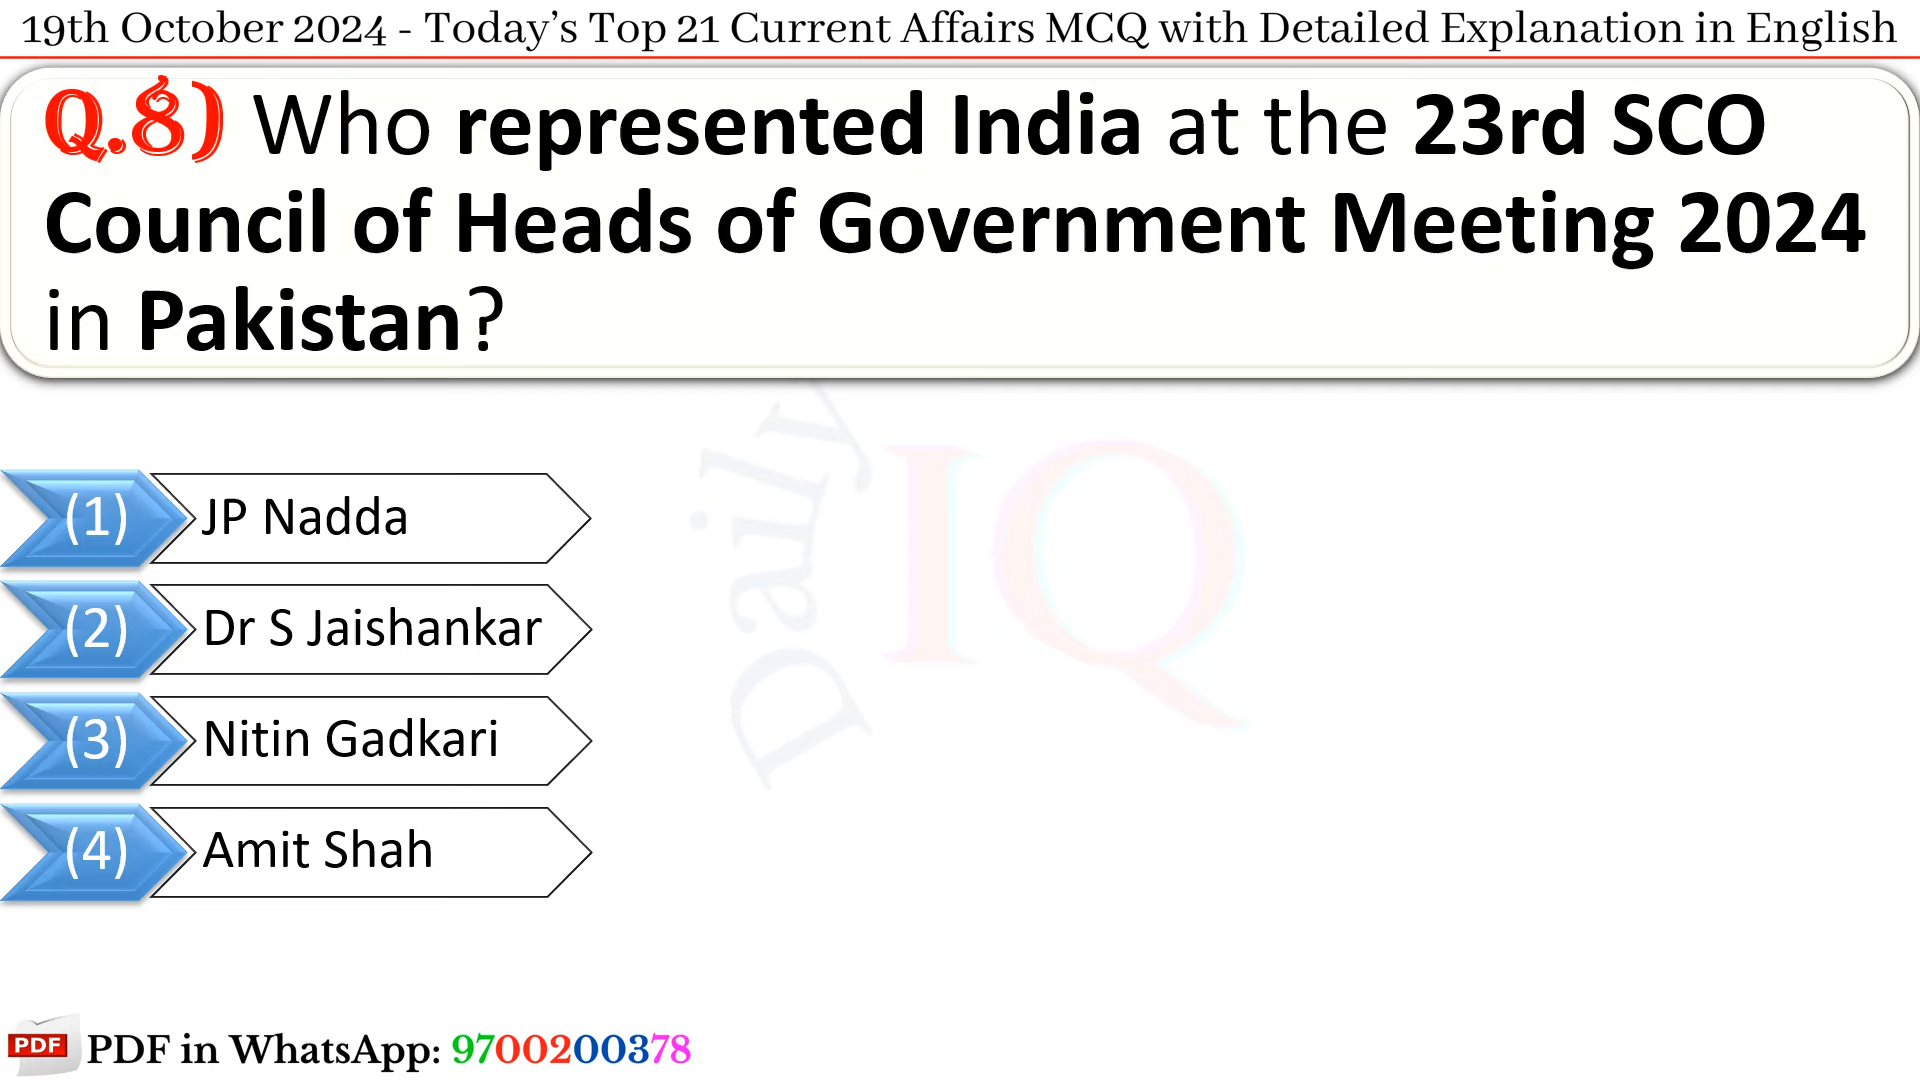 19th October 2024 - Today’s Top 21 Current Affairs MCQ with Detailed Explanation in English
Q.8) Who represented India at the 23rd SCO
Council of Heads of Government Meeting 2024
in Pakistan?
(1) JP Nadda
(2) Dr S Jaishankar
(3) Nitin Gadkari
(4) Amit Shah
Daily
IQ
PDF PDF in WhatsApp: 9700200378